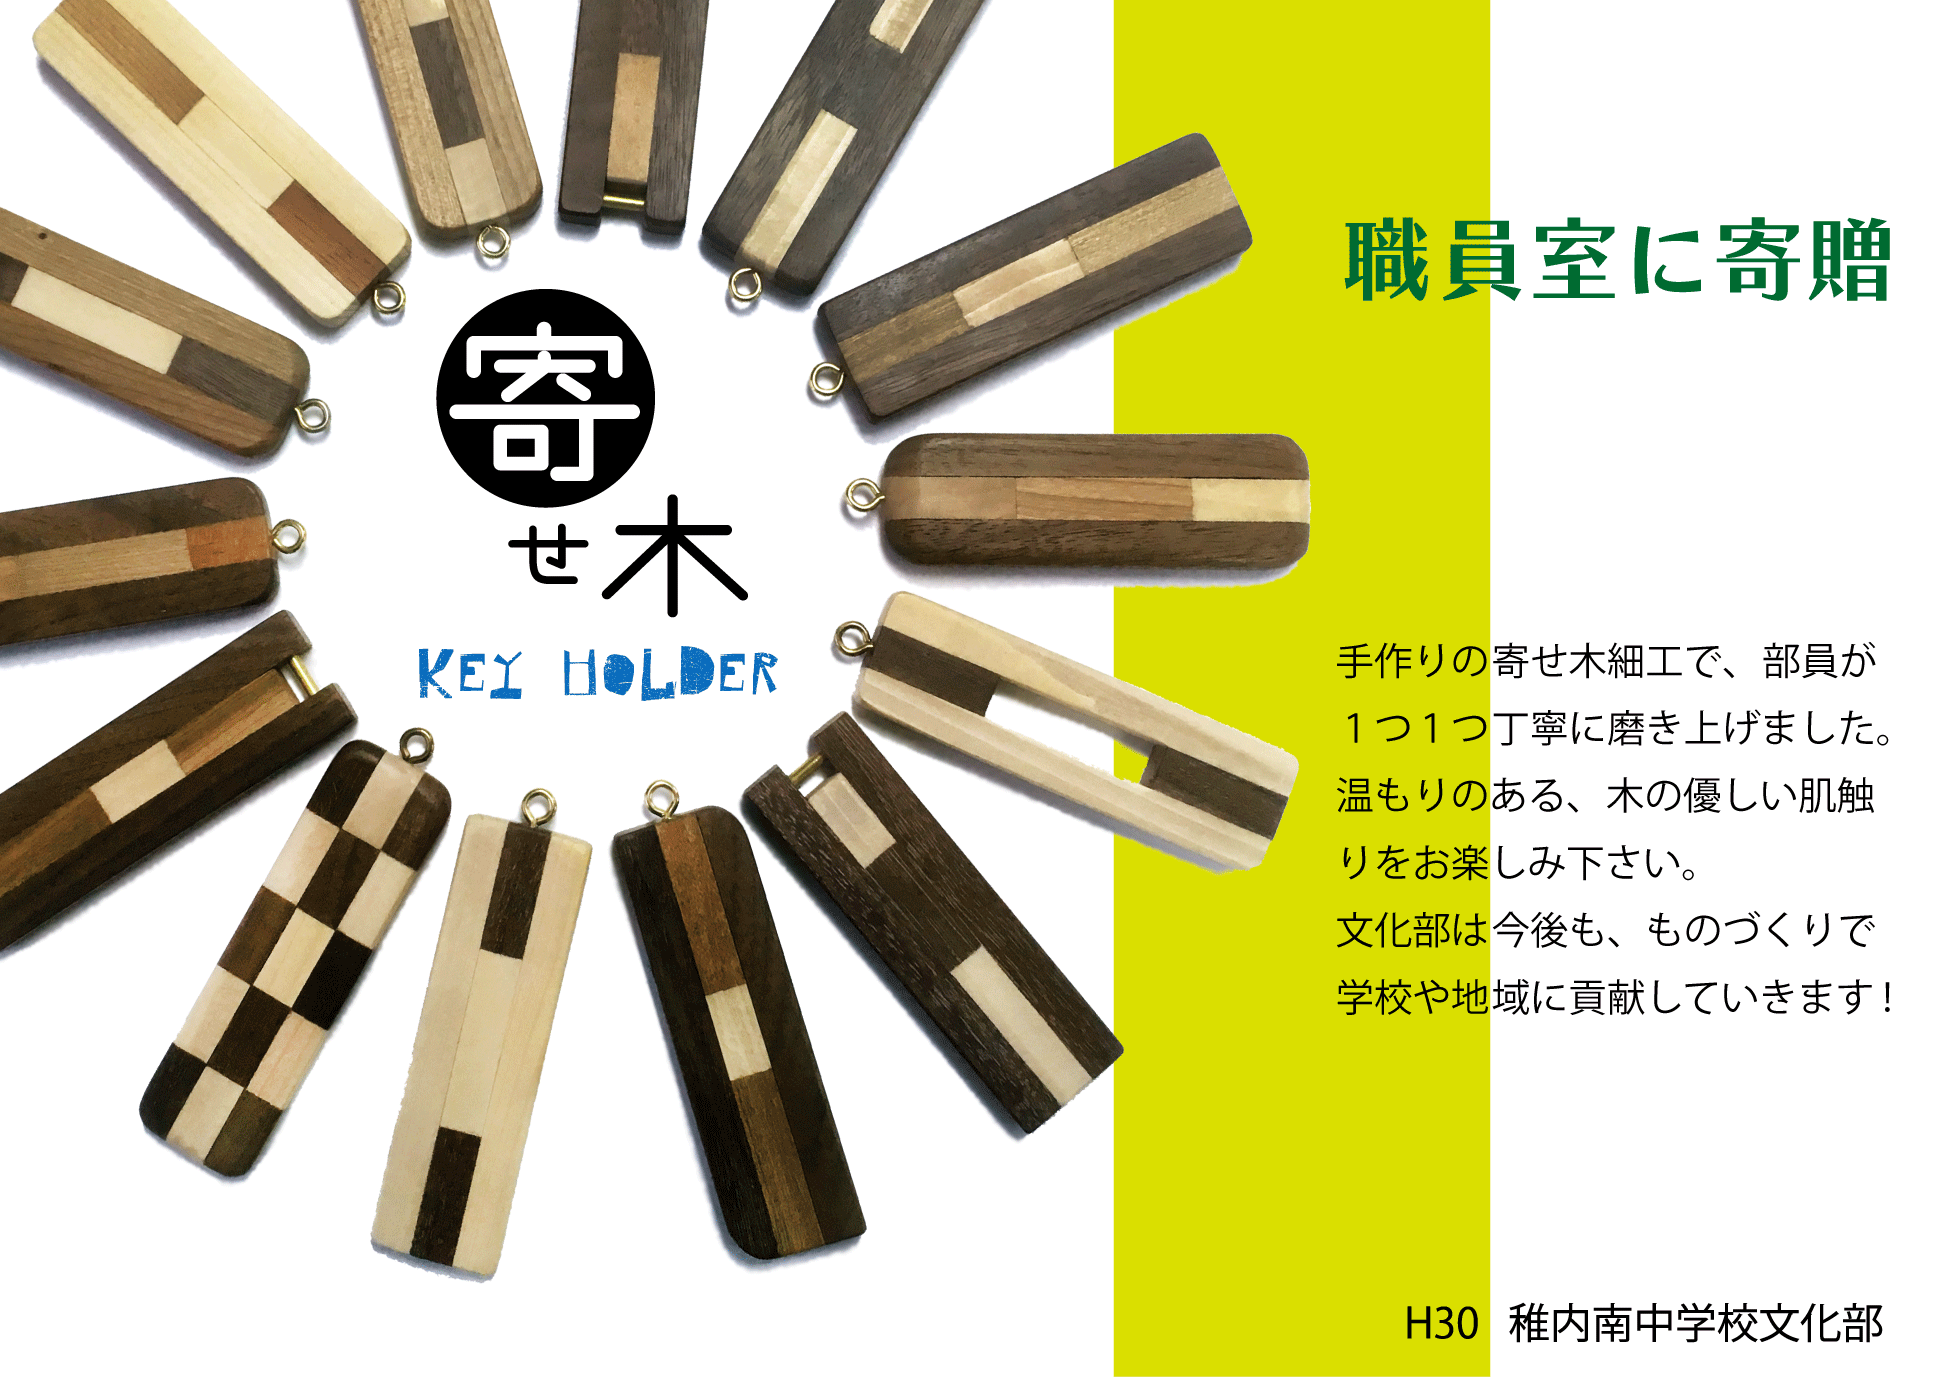 寄
せ木
KEY HOLDER
職員室に寄贈
手作りの寄せ木細工で、部員が
１つ１つ丁寧に磨き上げました。
温もりのある、木の優しい肌触
りをお楽しみ下さい。
文化部は今後も、ものづくりで
学校や地域に貢献していきます！
H30 稚内南中学校文化部